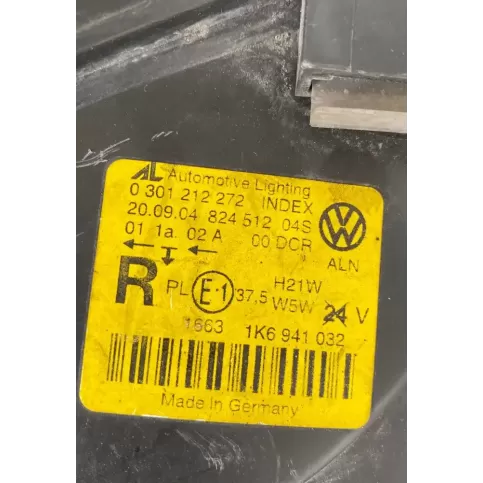 AL Automotive Lighting
0 301 212 272 INDEX
20.09.04 824 512 04S
01 1a 02 A 00 DCR
ALN
R PL E 1 37,5 H21W
W5W 24 V
1663 1K6 941 032
Made In Germany